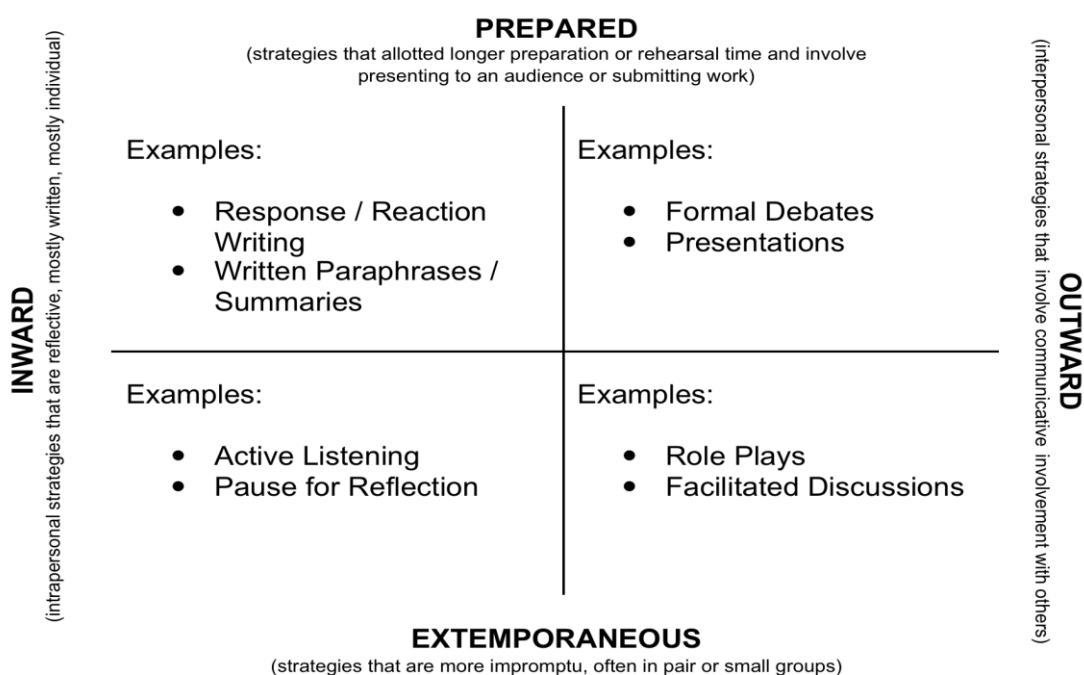 PREPARED
(strategies that allotted longer preparation or rehearsal time and involve
presenting to an audience or submitting work)
INWARD
(intrapersonal strategies that are reflective, mostly written, mostly individual)
Examples:
• Response / Reaction
Writing
• Written Paraphrases /
Summaries
Examples:
• Formal Debates
• Presentations
OUTWARD
(interpersonal strategies that involve communicative involvement with others)
Examples:
• Active Listening
• Pause for Reflection
Examples:
• Role Plays
• Facilitated Discussions
EXTEMPORANEOUS
(strategies that are more impromptu, often in pair or small groups)